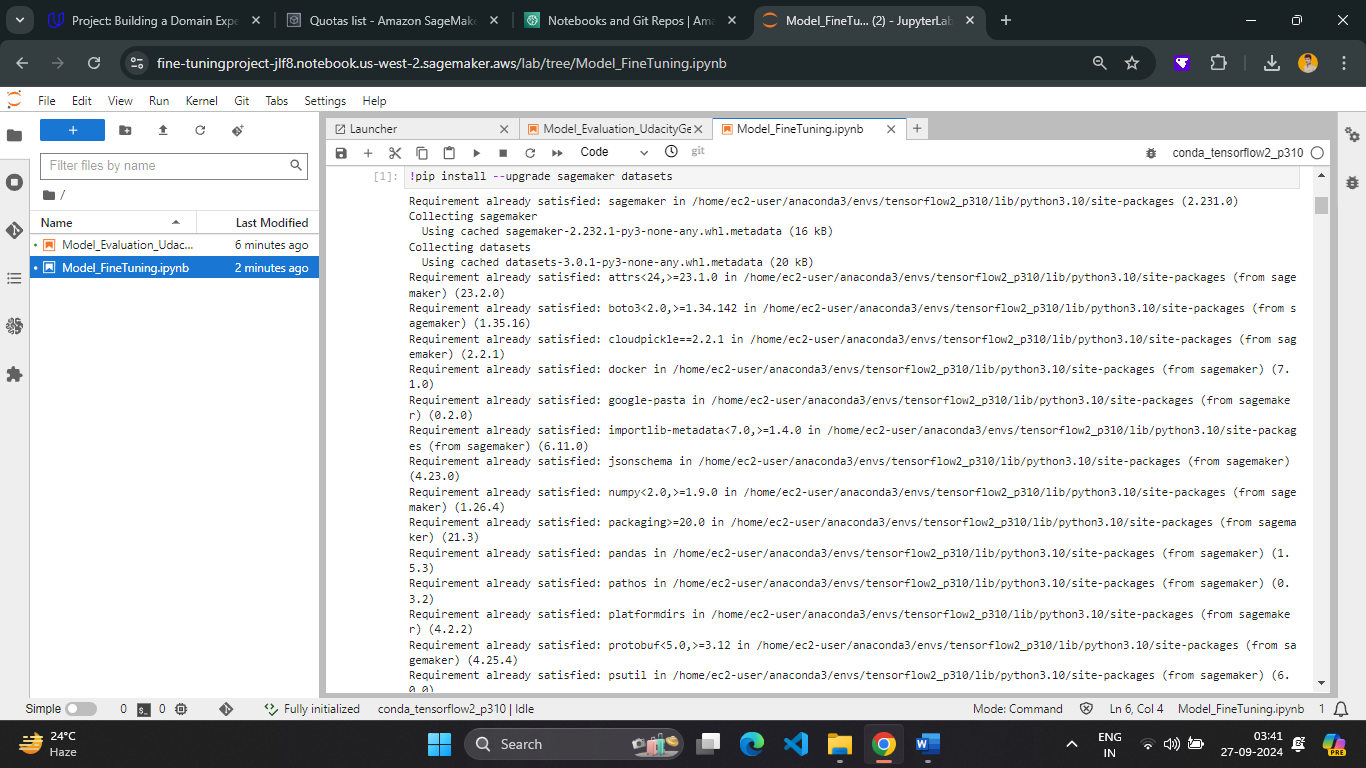 Project: Building a Domain Expe
Quotas list - Amazon SageMake
Notebooks and Git Repos | Ama
Model_FineTu... (2) - JupyterLab
fine-tuningproject-jlf8.notebook.us-west-2.sagemaker.aws/lab/tree/Model_FineTuning.ipynb
File Edit View Run Kernel Git Tabs Settings Help
Launcher
Model_Evaluation_UdacityGe
Model_FineTuning.ipynb
Code
git
conda_tensorflow2_p310
Filter files by name
/
Name Last Modified
Model_Evaluation_Udac... 6 minutes ago
Model_FineTuning.ipynb 2 minutes ago
[1]: !pip install --upgrade sagemaker datasets
Requirement already satisfied: sagemaker in /home/ec2-user/anaconda3/envs/tensorflow2_p310/lib/python3.10/site-packages (2.231.0)
Collecting sagemaker
Using cached sagemaker-2.232.1-py3-none-any.whl.metadata (16 kB)
Collecting datasets
Using cached datasets-3.0.1-py3-none-any.whl.metadata (20 kB)
Requirement already satisfied: attrs<24,>=23.1.0 in /home/ec2-user/anaconda3/envs/tensorflow2_p310/lib/python3.10/site-packages (from sage
maker) (23.2.0)
Requirement already satisfied: boto3<2.0,>=1.34.142 in /home/ec2-user/anaconda3/envs/tensorflow2_p310/lib/python3.10/site-packages (from s
agemaker) (1.35.16)
Requirement already satisfied: cloudpickle==2.2.1 in /home/ec2-user/anaconda3/envs/tensorflow2_p310/lib/python3.10/site-packages (from sag
emaker) (2.2.1)
Requirement already satisfied: docker in /home/ec2-user/anaconda3/envs/tensorflow2_p310/lib/python3.10/site-packages (from sagemaker) (7.
1.0)
Requirement already satisfied: google-pasta in /home/ec2-user/anaconda3/envs/tensorflow2_p310/lib/python3.10/site-packages (from sagemake
r) (0.2.0)
Requirement already satisfied: importlib-metadata<7.0,>=1.4.0 in /home/ec2-user/anaconda3/envs/tensorflow2_p310/lib/python3.10/site-packag
es (from sagemaker) (6.11.0)
Requirement already satisfied: jsonschema in /home/ec2-user/anaconda3/envs/tensorflow2_p310/lib/python3.10/site-packages (from sagemaker)
(4.23.0)
Requirement already satisfied: numpy<2.0,>=1.9.0 in /home/ec2-user/anaconda3/envs/tensorflow2_p310/lib/python3.10/site-packages (from sage
maker) (1.26.4)
Requirement already satisfied: packaging>=20.0 in /home/ec2-user/anaconda3/envs/tensorflow2_p310/lib/python3.10/site-packages (from sagema
ker) (21.3)
Requirement already satisfied: pandas in /home/ec2-user/anaconda3/envs/tensorflow2_p310/lib/python3.10/site-packages (from sagemaker) (1.
5.3)
Requirement already satisfied: pathos in /home/ec2-user/anaconda3/envs/tensorflow2_p310/lib/python3.10/site-packages (from sagemaker) (0.
3.2)
Requirement already satisfied: platformdirs in /home/ec2-user/anaconda3/envs/tensorflow2_p310/lib/python3.10/site-packages (from sagemake
r) (4.2.2)
Requirement already satisfied: protobuf<5.0,>=3.12 in /home/ec2-user/anaconda3/envs/tensorflow2_p310/lib/python3.10/site-packages (from sa
gemaker) (4.25.4)
Requirement already satisfied: psutil in /home/ec2-user/anaconda3/envs/tensorflow2_p310/lib/python3.10/site-packages (from sagemaker) (6.
0.0)
Simple 0 0 Fully initialized conda_tensorflow2_p310 | Idle Mode: Command Ln 6, Col 4 Model_FineTuning.ipynb 1
24°C
Haze
Search
ENG
IN
03:41
27-09-2024
PRE